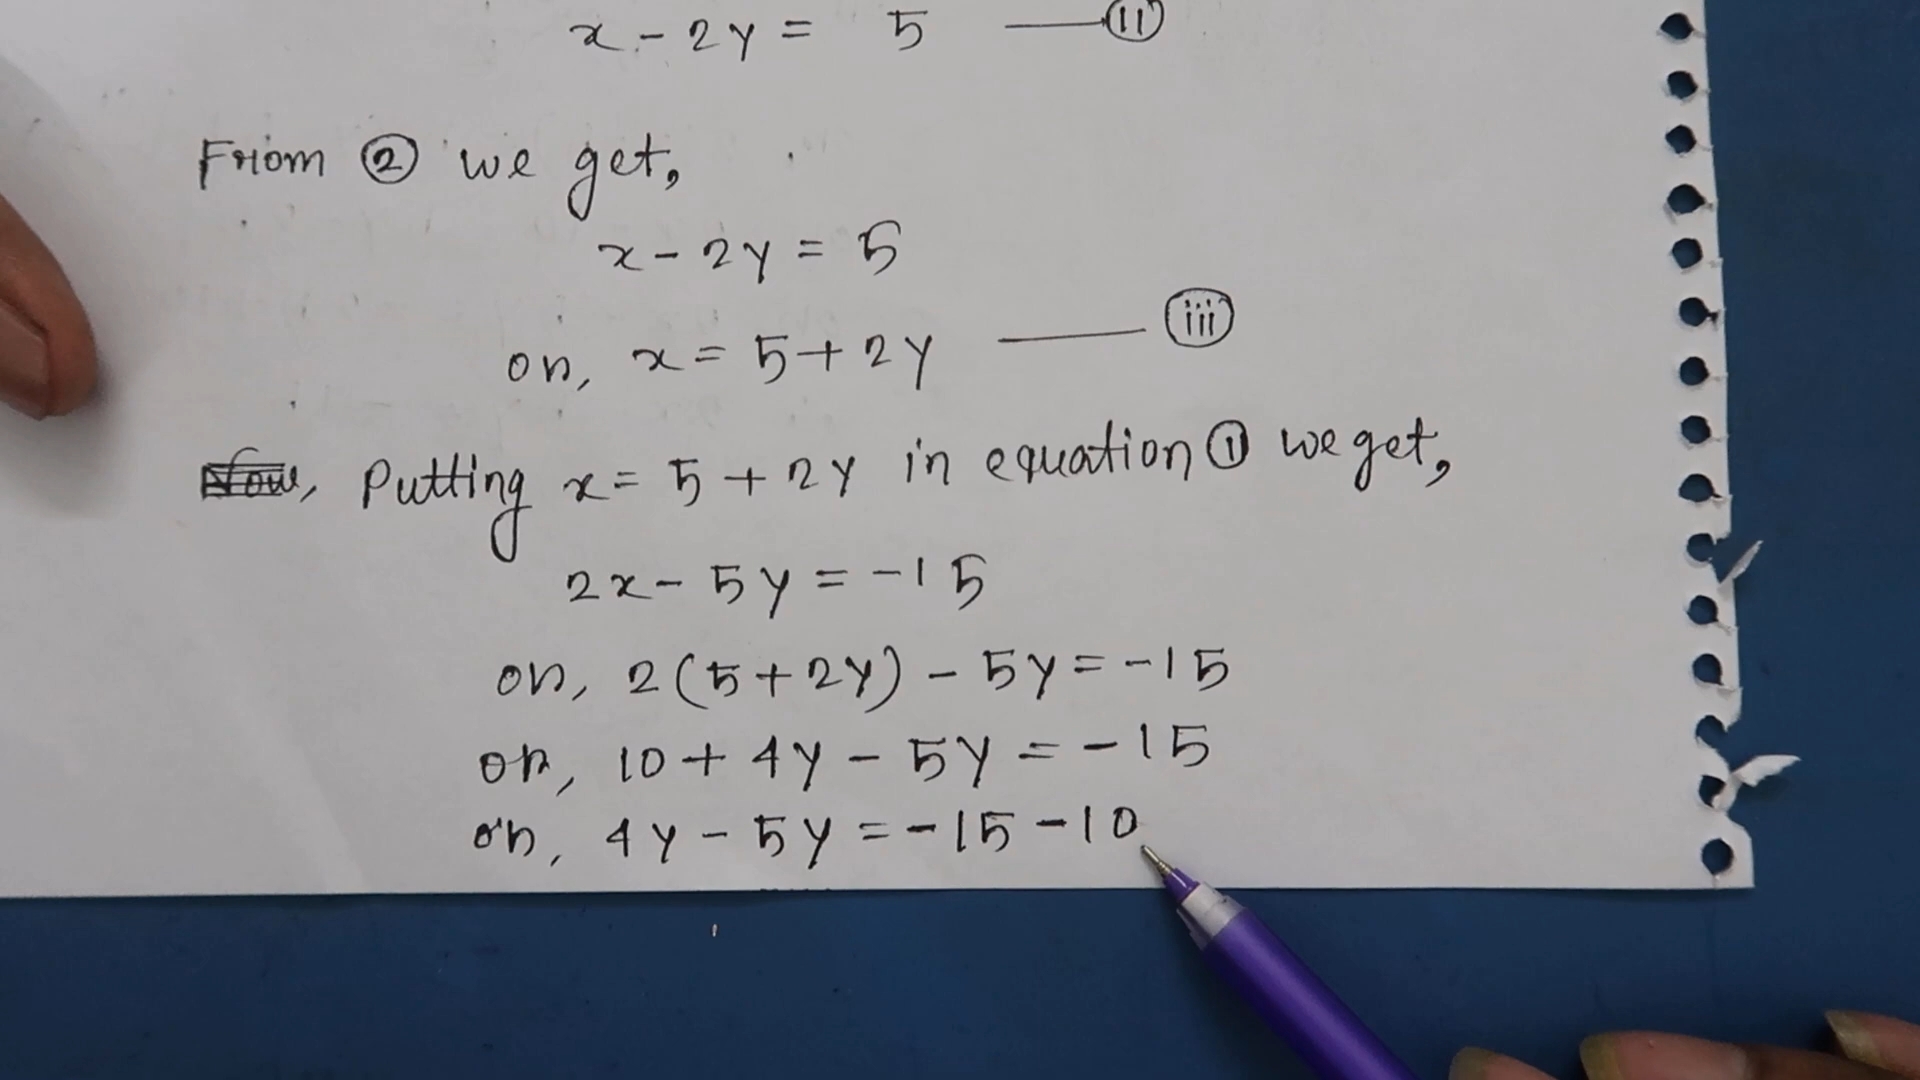 x - 2y = 5 —— (ii)
From ② we get,
x - 2y = 5
or, x = 5 + 2y —— (iii)
Putting x = 5 + 2y in equation ① we get,
2x - 5y = -15
or, 2(5 + 2y) - 5y = -15
or, 10 + 4y - 5y = -15
or, 4y - 5y = -15 - 10